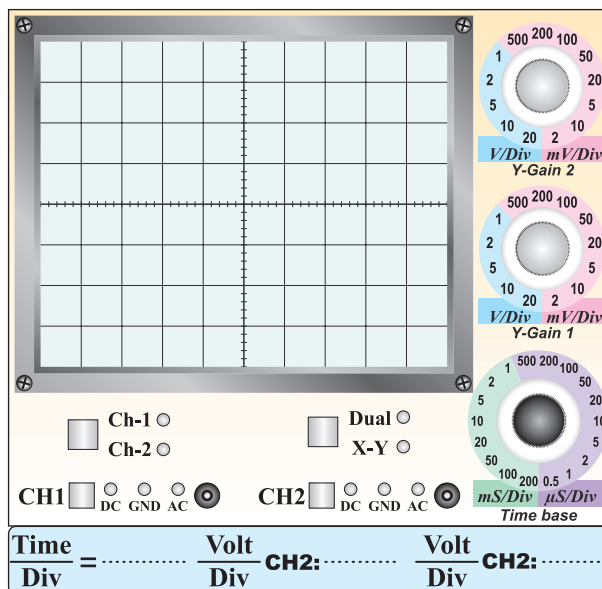 500 200 100
1 50
2 20
5 10
10 20 2
V/Div mV/Div
Y-Gain 2
500 200 100
1 50
2 20
5 10
10 20 2
V/Div mV/Div
Y-Gain 1
1 500 200 100
2 50
5 20
10 10
20 5
50 2
100 200 0.5 1
mS/Div µS/Div
Time base
Ch-1
Ch-2
Dual
X-Y
CH1 DC GND AC
CH2 DC GND AC
Time Volt Volt
= ............ CH2: .......... CH2: ..........
Div Div Div